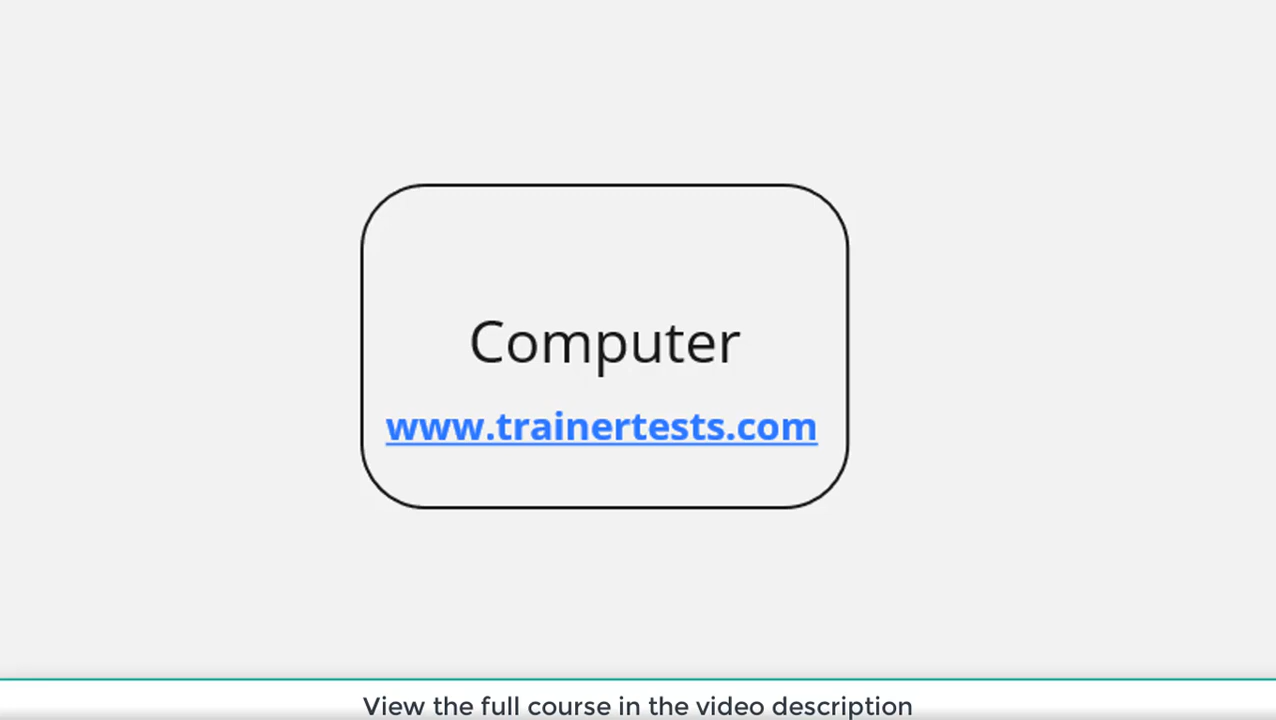 Computer
www.trainertests.com
View the full course in the video description